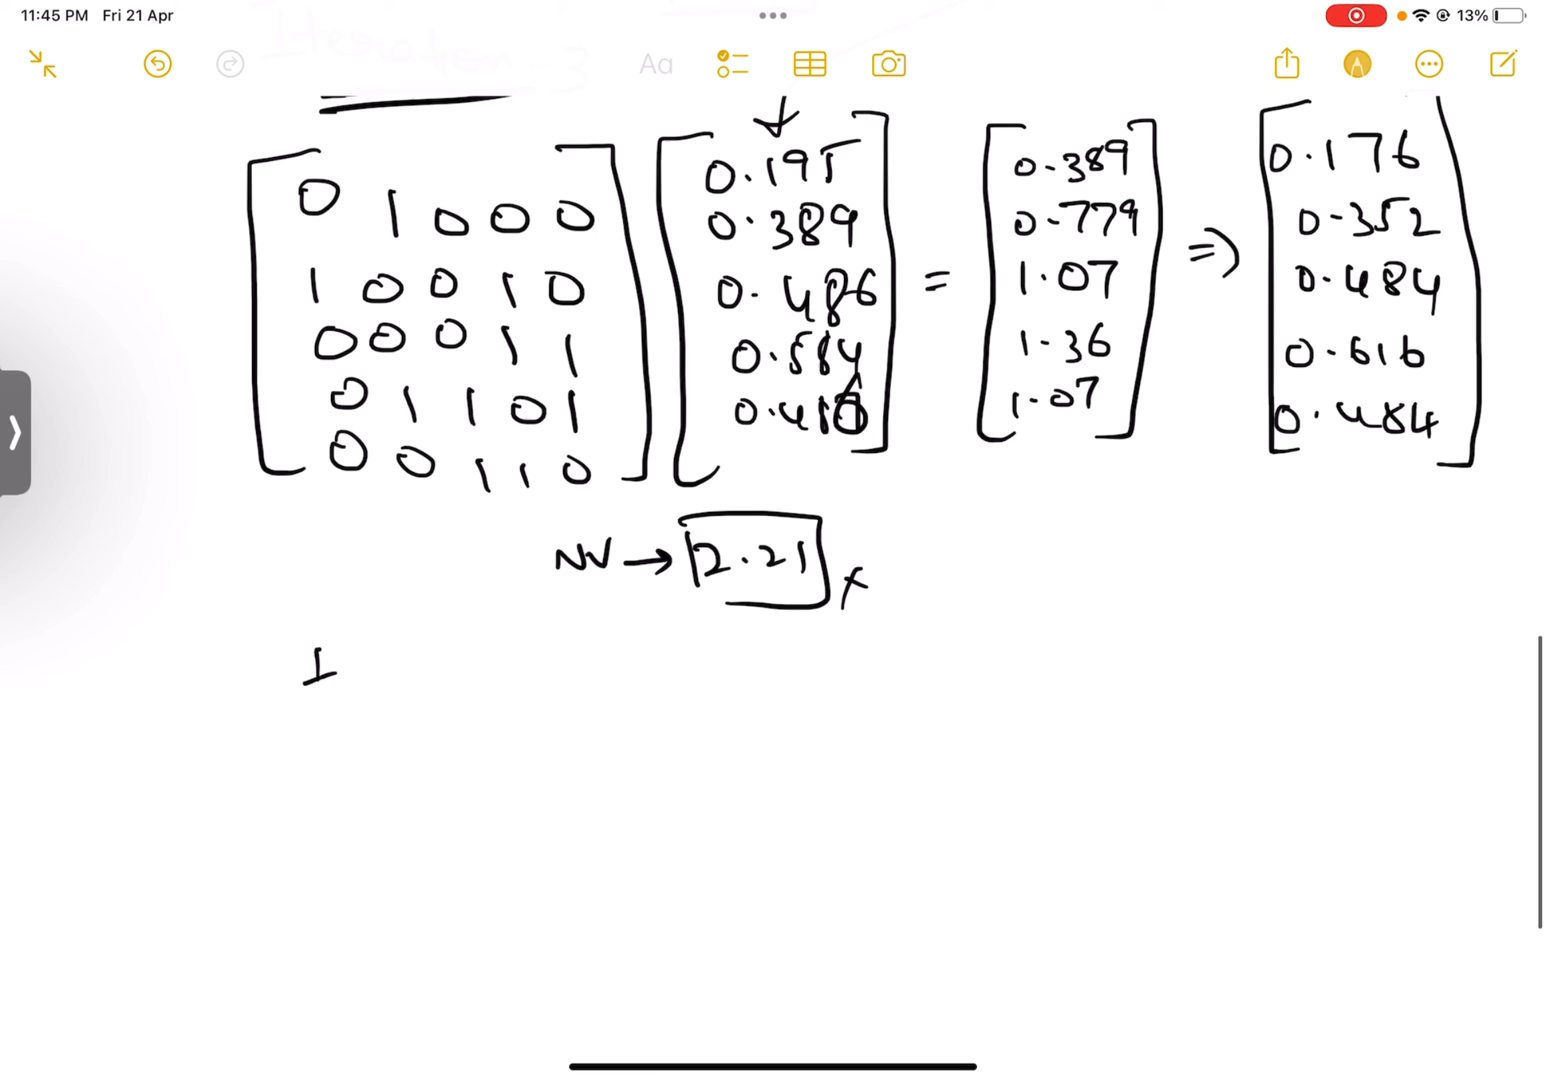 11:45 PM Fri 21 Apr 13%
Iteration - 3
Aa
0 1 0 0 0
1 0 0 1 0
0 0 0 1 1
0 1 1 0 1
0 0 1 1 0
0.195
0.389
0.486
0.584
=
0.389
0.779
1.07
1.36
1.07
=>
0.176
0.352
0.484
0.616
0.484
NV → 2.21
I